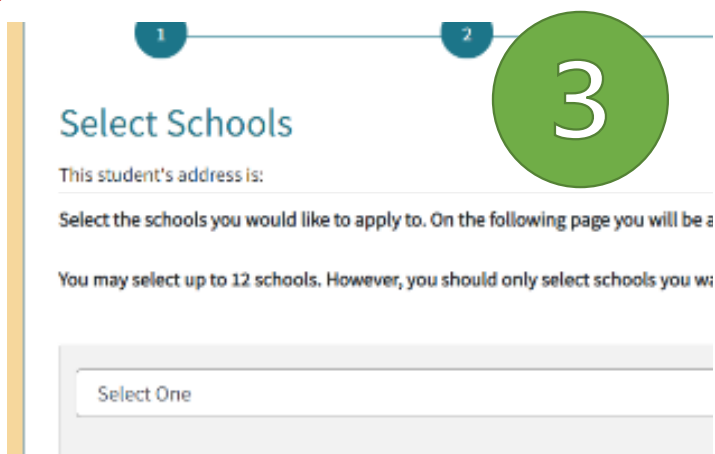 1
2
3
Select Schools
This student's address is:
Select the schools you would like to apply to. On the following page you will be
You may select up to 12 schools. However, you should only select schools you
Select One